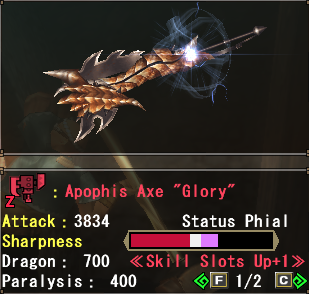 Z : Apophis Axe "Glory"
Attack : 3834 Status Phial
Sharpness
Dragon : 700 ≪Skill Slots Up+1≫
Paralysis : 400 F 1/2 C